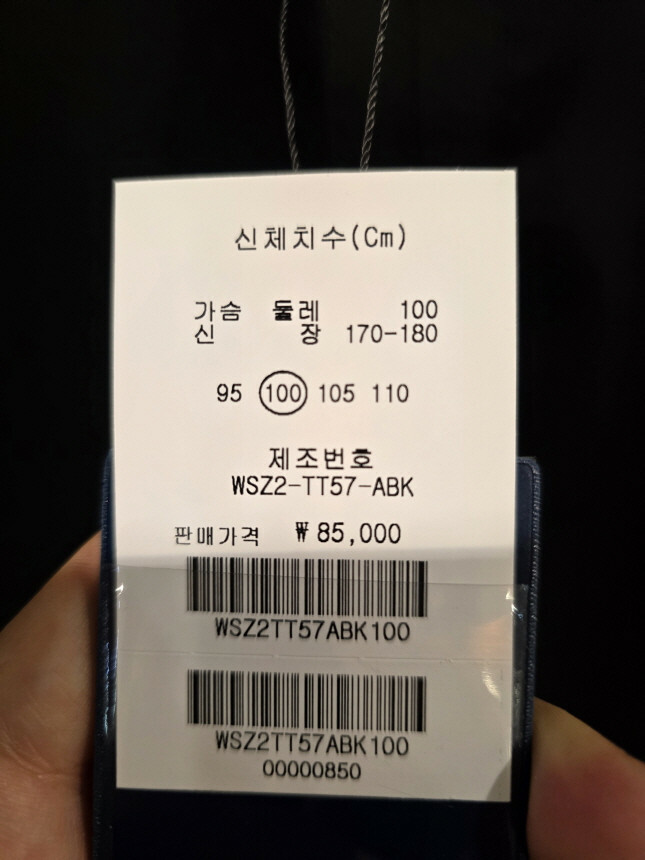 신체치수(Cm)
가슴 둘레 100
신 장 170-180
95 100 105 110
제조번호
WSZ2-TT57-ABK
판매가격 ₩85,000
WSZ2TT57ABK100
WSZ2TT57ABK100
00000850